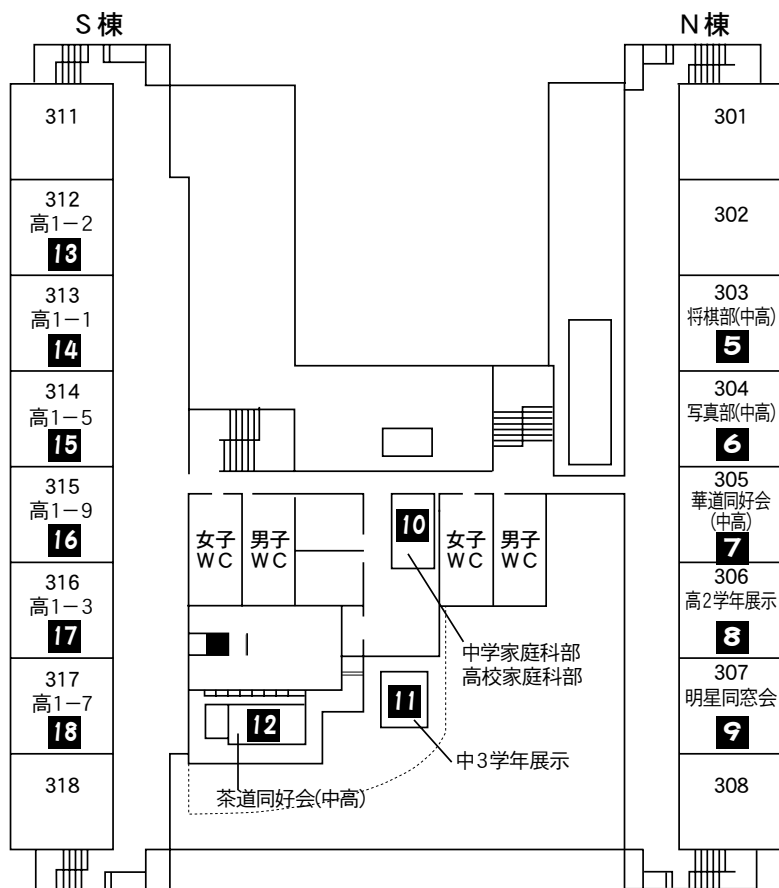 S棟
N棟
311
312
高1−2
13
313
高1−1
14
314
高1−5
15
315
高1−9
16
316
高1−3
17
317
高1−7
18
318
女子
WC
男子
WC
10
女子
WC
男子
WC
中学家庭科部
高校家庭科部
11
中3学年展示
12
茶道同好会(中高)
301
302
303
将棋部(中高)
5
304
写真部(中高)
6
305
華道同好会
(中高)
7
306
高2学年展示
8
307
明星同窓会
9
308